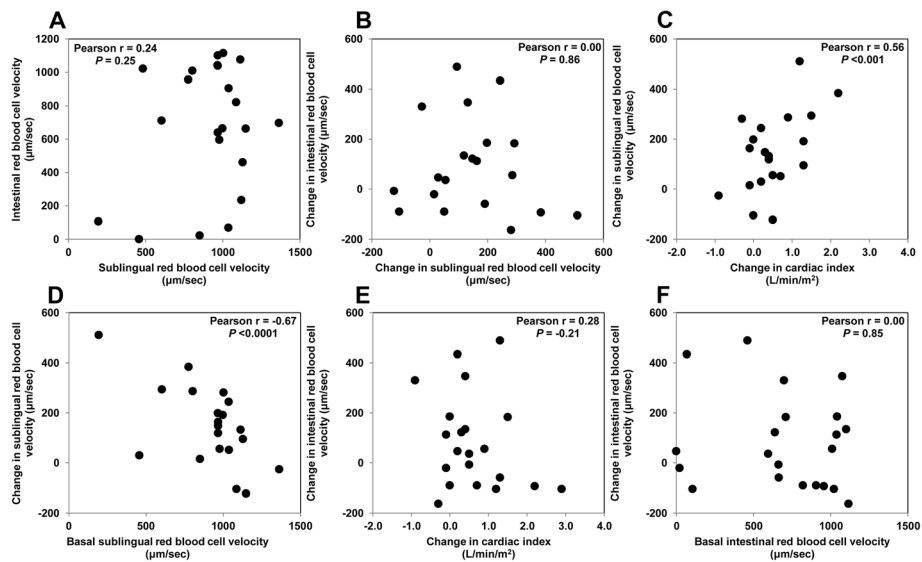 A
Pearson r = 0.24
P = 0.25
Intestinal red blood cell velocity
(µm/sec)
1200
1000
800
600
400
200
0
0
500
1000
1500
Sublingual red blood cell velocity
(µm/sec)
B
Pearson r = 0.00
P = 0.86
Change in intestinal red blood cell
velocity (µm/sec)
600
400
200
0
-200
-200
0
200
400
600
Change in sublingual red blood cell velocity
(µm/sec)
C
Pearson r = 0.56
P <0.001
Change in sublingual red blood cell
velocity (µm/sec)
600
400
200
0
-200
-2.0
-1.0
0.0
1.0
2.0
3.0
4.0
Change in cardiac index
(L/min/m²)
D
Pearson r = -0.67
P <0.0001
Change in sublingual red blood cell
velocity (µm/sec)
600
400
200
0
-200
0
500
1000
1500
Basal sublingual red blood cell velocity
(µm/sec)
E
Pearson r = 0.28
P = -0.21
Change in intestinal red blood cell
velocity (µm/sec)
600
400
200
0
-200
-2.0
-1.0
0.0
1.0
2.0
3.0
4.0
Change in cardiac index
(L/min/m²)
F
Pearson r = 0.00
P = 0.85
Change in intestinal red blood cell
velocity (µm/sec)
600
400
200
0
-200
0
500
1000
1500
Basal intestinal red blood cell velocity
(µm/sec)